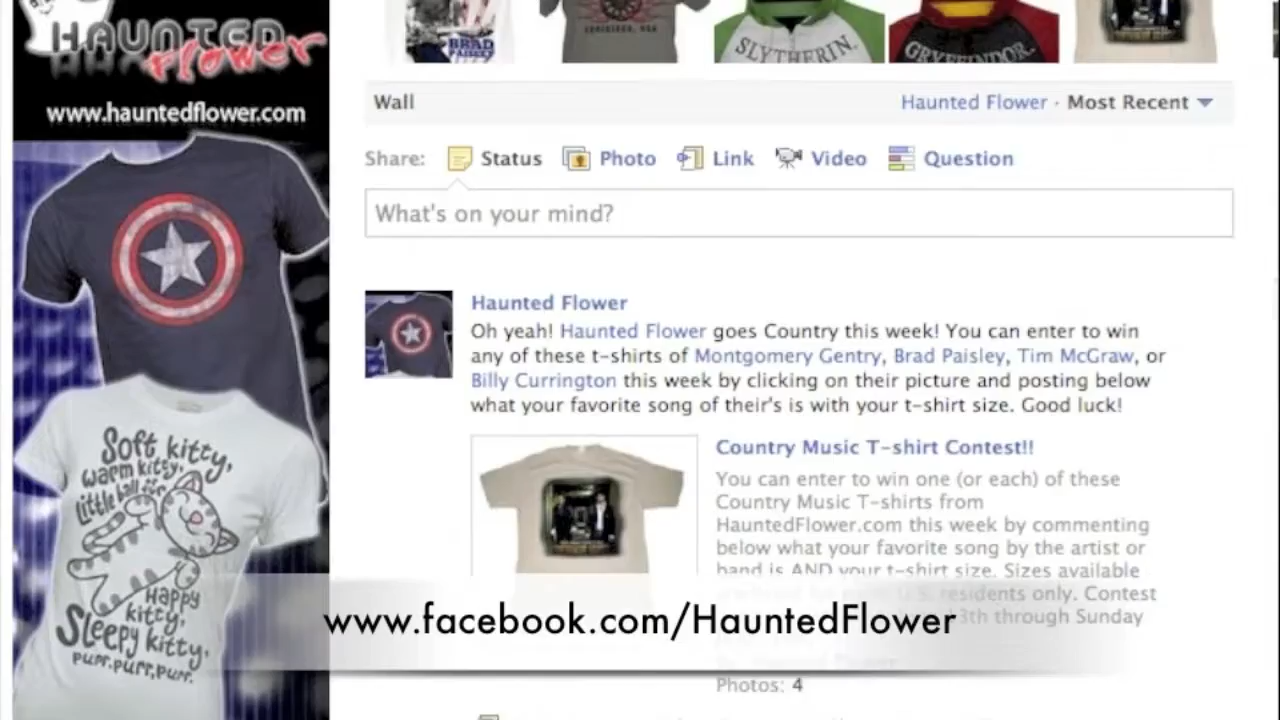 HAUNTED
Flower
www.hauntedflower.com
BRAD
PAISLEY
SLYTHERIN.
GRYFFINDOR.
Wall
Haunted Flower · Most Recent
Share: Status Photo Link Video Question
What's on your mind?
Haunted Flower
Oh yeah! Haunted Flower goes Country this week! You can enter to win
any of these t-shirts of Montgomery Gentry, Brad Paisley, Tim McGraw, or
Billy Currington this week by clicking on their picture and posting below
what your favorite song of their's is with your t-shirt size. Good luck!
Country Music T-shirt Contest!!
You can enter to win one (or each) of these
Country Music T-shirts from
HauntedFlower.com this week by commenting
below what your favorite song by the artist or
band is AND your t-shirt size. Sizes available
U.S. residents only. Contest
3th through Sunday
Photos: 4
Soft kitty,
warm kitty,
Little ball of
Happy
kitty,
Sleepy kitty,
purr, purr, purr.
www.facebook.com/HauntedFlower